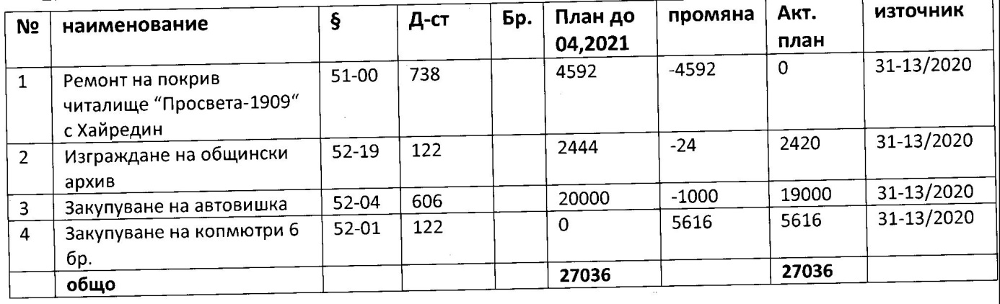 № наименование § Д-ст Бр. План до 04,2021 промяна Акт. план източник
1 Ремонт на покрив читалище “Просвета-1909“ с Хайредин 51-00 738 4592 -4592 0 31-13/2020
2 Изграждане на общински архив 52-19 122 2444 -24 2420 31-13/2020
3 Закупуване на автовишка 52-04 606 20000 -1000 19000 31-13/2020
4 Закупуване на копмютри 6 бр. 52-01 122 0 5616 5616 31-13/2020
общо 27036 27036